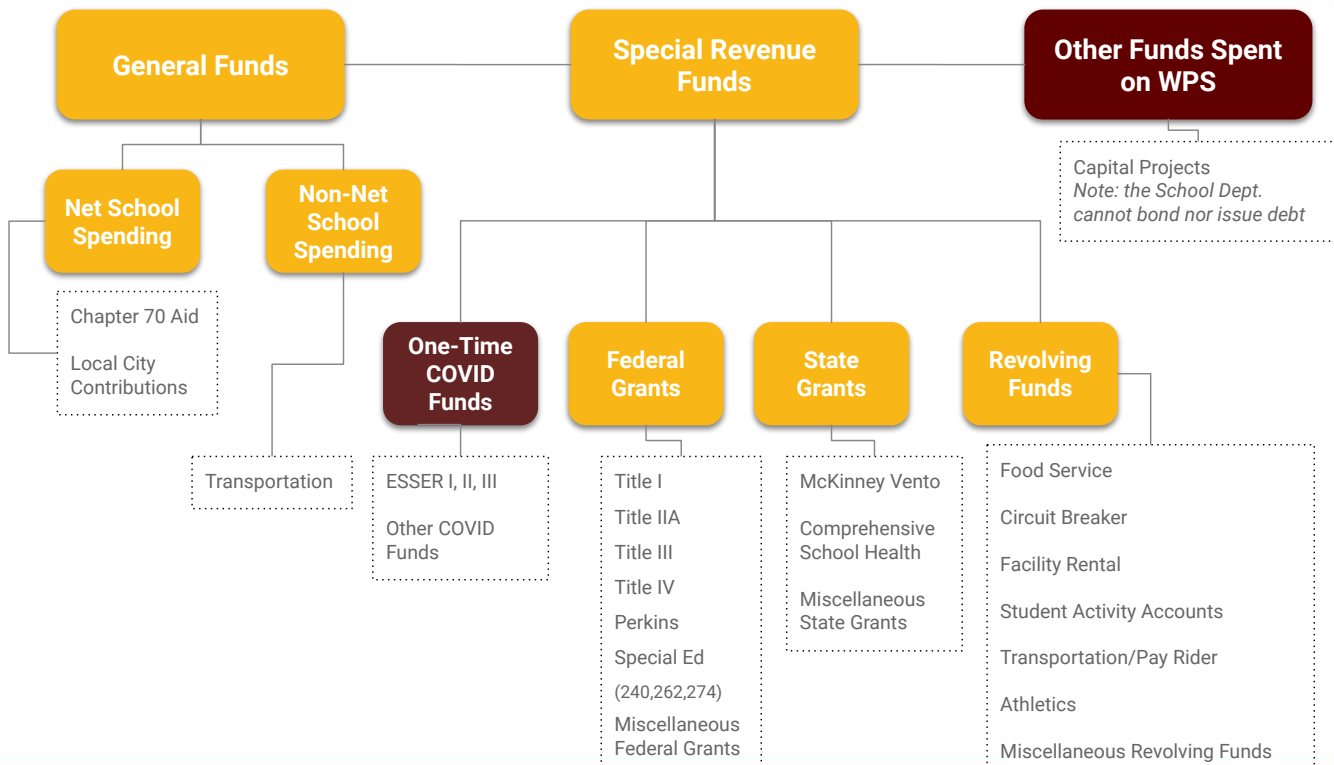 General Funds
Special Revenue
Funds
Other Funds Spent
on WPS
Capital Projects
Note: the School Dept.
cannot bond nor issue debt
Net School
Spending
Non-Net
School
Spending
Chapter 70 Aid
Local City
Contributions
Transportation
One-Time
COVID
Funds
Federal
Grants
State
Grants
Revolving
Funds
ESSER I, II, III
Other COVID
Funds
Title I
Title IIA
Title III
Title IV
Perkins
Special Ed
(240,262,274)
Miscellaneous
Federal Grants
McKinney Vento
Comprehensive
School Health
Miscellaneous
State Grants
Food Service
Circuit Breaker
Facility Rental
Student Activity Accounts
Transportation/Pay Rider
Athletics
Miscellaneous Revolving Funds